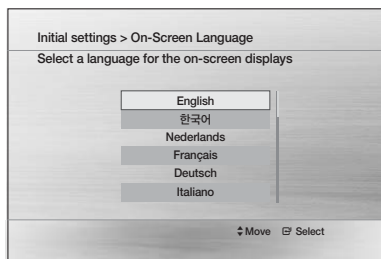 Initial settings > On-Screen Language
Select a language for the on-screen displays
English
한국어
Nederlands
Français
Deutsch
Italiano
Move Select